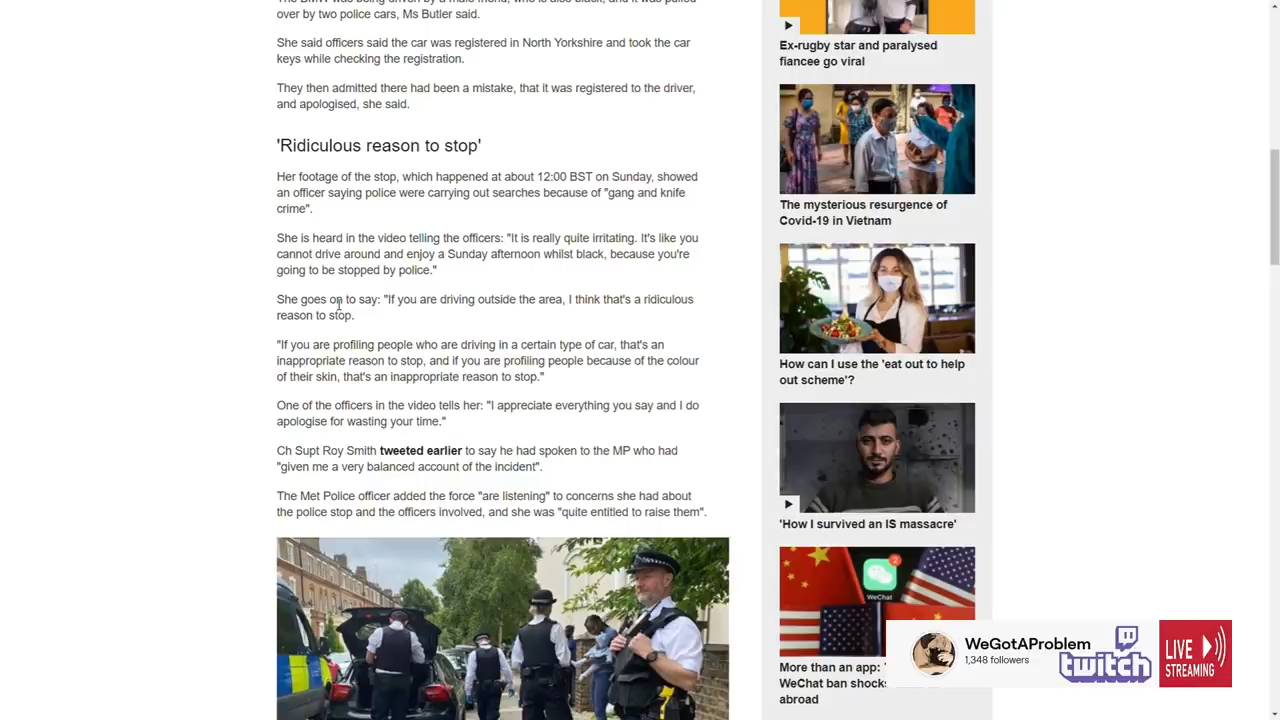 over by two police cars, Ms Butler said.
She said officers said the car was registered in North Yorkshire and took the car
keys while checking the registration.
They then admitted there had been a mistake, that it was registered to the driver,
and apologised, she said.
'Ridiculous reason to stop'
Her footage of the stop, which happened at about 12:00 BST on Sunday, showed
an officer saying police were carrying out searches because of "gang and knife
crime".
She is heard in the video telling the officers: "It is really quite irritating. It's like you
cannot drive around and enjoy a Sunday afternoon whilst black, because you're
going to be stopped by police."
She goes on to say: "If you are driving outside the area, I think that's a ridiculous
reason to stop.
"If you are profiling people who are driving in a certain type of car, that's an
inappropriate reason to stop, and if you are profiling people because of the colour
of their skin, that's an inappropriate reason to stop."
One of the officers in the video tells her: "I appreciate everything you say and I do
apologise for wasting your time."
Ch Supt Roy Smith tweeted earlier to say he had spoken to the MP who had
"given me a very balanced account of the incident".
The Met Police officer added the force "are listening" to concerns she had about
the police stop and the officers involved, and she was "quite entitled to raise them".
Ex-rugby star and paralysed
fiancee go viral
The mysterious resurgence of
Covid-19 in Vietnam
How can I use the 'eat out to help
out scheme'?
'How I survived an IS massacre'
WeChat
2
More than an app:
WeChat ban shocks
abroad
WeGotAProblem
1,348 followers
twitch
LIVE
STREAMING